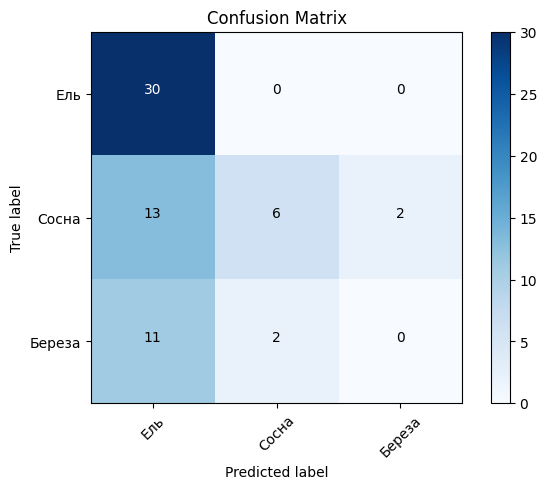 Confusion Matrix
True label
Ель
30
0
0
Сосна
13
6
2
Береза
11
2
0
Ель
Сосна
Береза
Predicted label
30
25
20
15
10
5
0